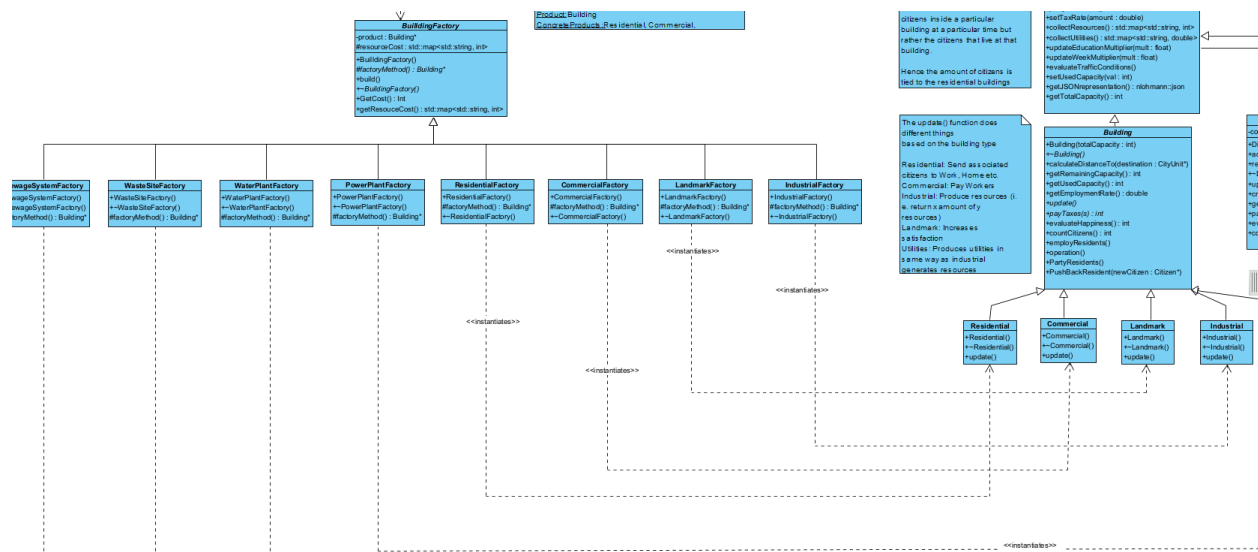 BuilldingFactory
-product : Building*
#resourceCost : std::map<std::string, int>
+BuilldingFactory()
#factoryMethod() : Building*
+build()
+~BuildingFactory()
+GetCost() : Int
+getResouceCost() : std::map<std::string, int>
Product: Building
ConcreteProducts: Residential, Commercial,
citizens inside a particular
building at a particular time but
rather the citizens that live at that
building.
Hence the amount of citizens is
tied to the residential buildings
+setTaxRate(amount : double)
+collectResources() : std::map<std::string, int>
+collectUtilities() : std::map<std::string, double>
+updateEducationMultiplier(mult : float)
+updateWeekMultiplier(mult : float)
+evaluateTrafficConditions()
+setUsedCapacity(val : int)
+getJSONrepresentation() : nlohmann::json
+getTotalCapacity() : int
The update() function does
different things
based on the building type
Residential: Send associated
citizens to Work, Home etc.
Commercial: Pay Workers
Industrial: Produce resources (i.
e. return x amount of y
resources)
Landmark: Increases
satisfaction
Utilities: Produces utilities in
same way as industrial
generates resources
Building
+Building(totalCapacity : int)
+~Building()
+calculateDistanceTo(destination : CityUnit*)
+getRemainingCapacity() : int
+getUsedCapacity() : int
+getEmploymentRate() : double
+update()
+payTaxes(s) : int
+evaluateHappiness() : int
+countCitizens() : int
+employResidents()
+operation()
+PartyResidents()
+PushBackResident(newCitizen : Citizen*)
ewageSystemFactory
ewageSystemFactory()
ewageSystemFactory()
ctoryMethod() : Building*
WasteSiteFactory
+WasteSiteFactory()
+~WasteSiteFactory()
#factoryMethod() : Building*
WaterPlantFactory
+WaterPlantFactory()
+~WaterPlantFactory()
#factoryMethod() : Building*
PowerPlantFactory
+PowerPlantFactory()
+~PowerPlantFactory()
#factoryMethod() : Building*
ResidentialFactory
+ResidentialFactory()
#factoryMethod() : Building*
+~ResidentialFactory()
CommercialFactory
+CommercialFactory()
#factoryMethod() : Building*
+~CommercialFactory()
LandmarkFactory
+LandmarkFactory()
#factoryMethod() : Building*
+~LandmarkFactory()
IndustrialFactory
+IndustrialFactory()
#factoryMethod() : Building*
+~IndustrialFactory()
<<instantiates>>
<<instantiates>>
<<instantiates>>
<<instantiates>>
Residential
+Residential()
+~Residential()
+update()
Commercial
+Commercial()
+~Commercial()
+update()
Landmark
+Landmark()
+~Landmark()
+update()
Industrial
+Industrial()
+~Industrial()
+update()
<<instantiates>>